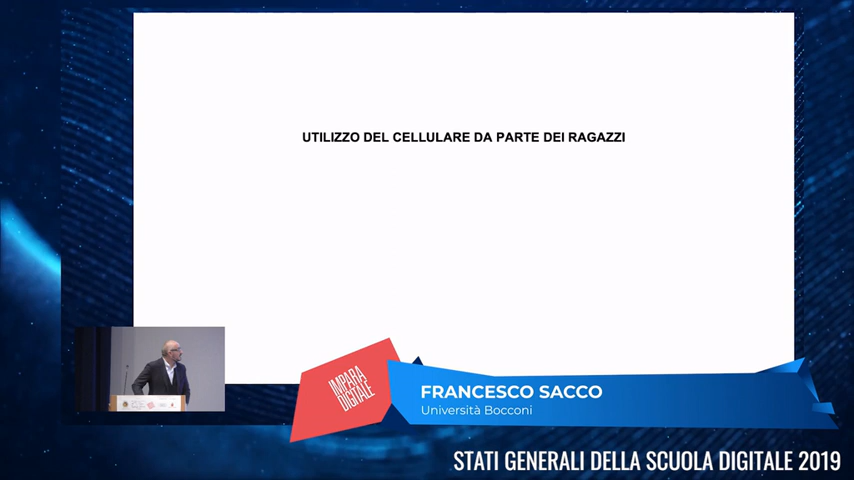 UTILIZZO DEL CELLULARE DA PARTE DEI RAGAZZI
IMPARA
DIGITALE
FRANCESCO SACCO
Università Bocconi
STATI GENERALI DELLA SCUOLA DIGITALE 2019